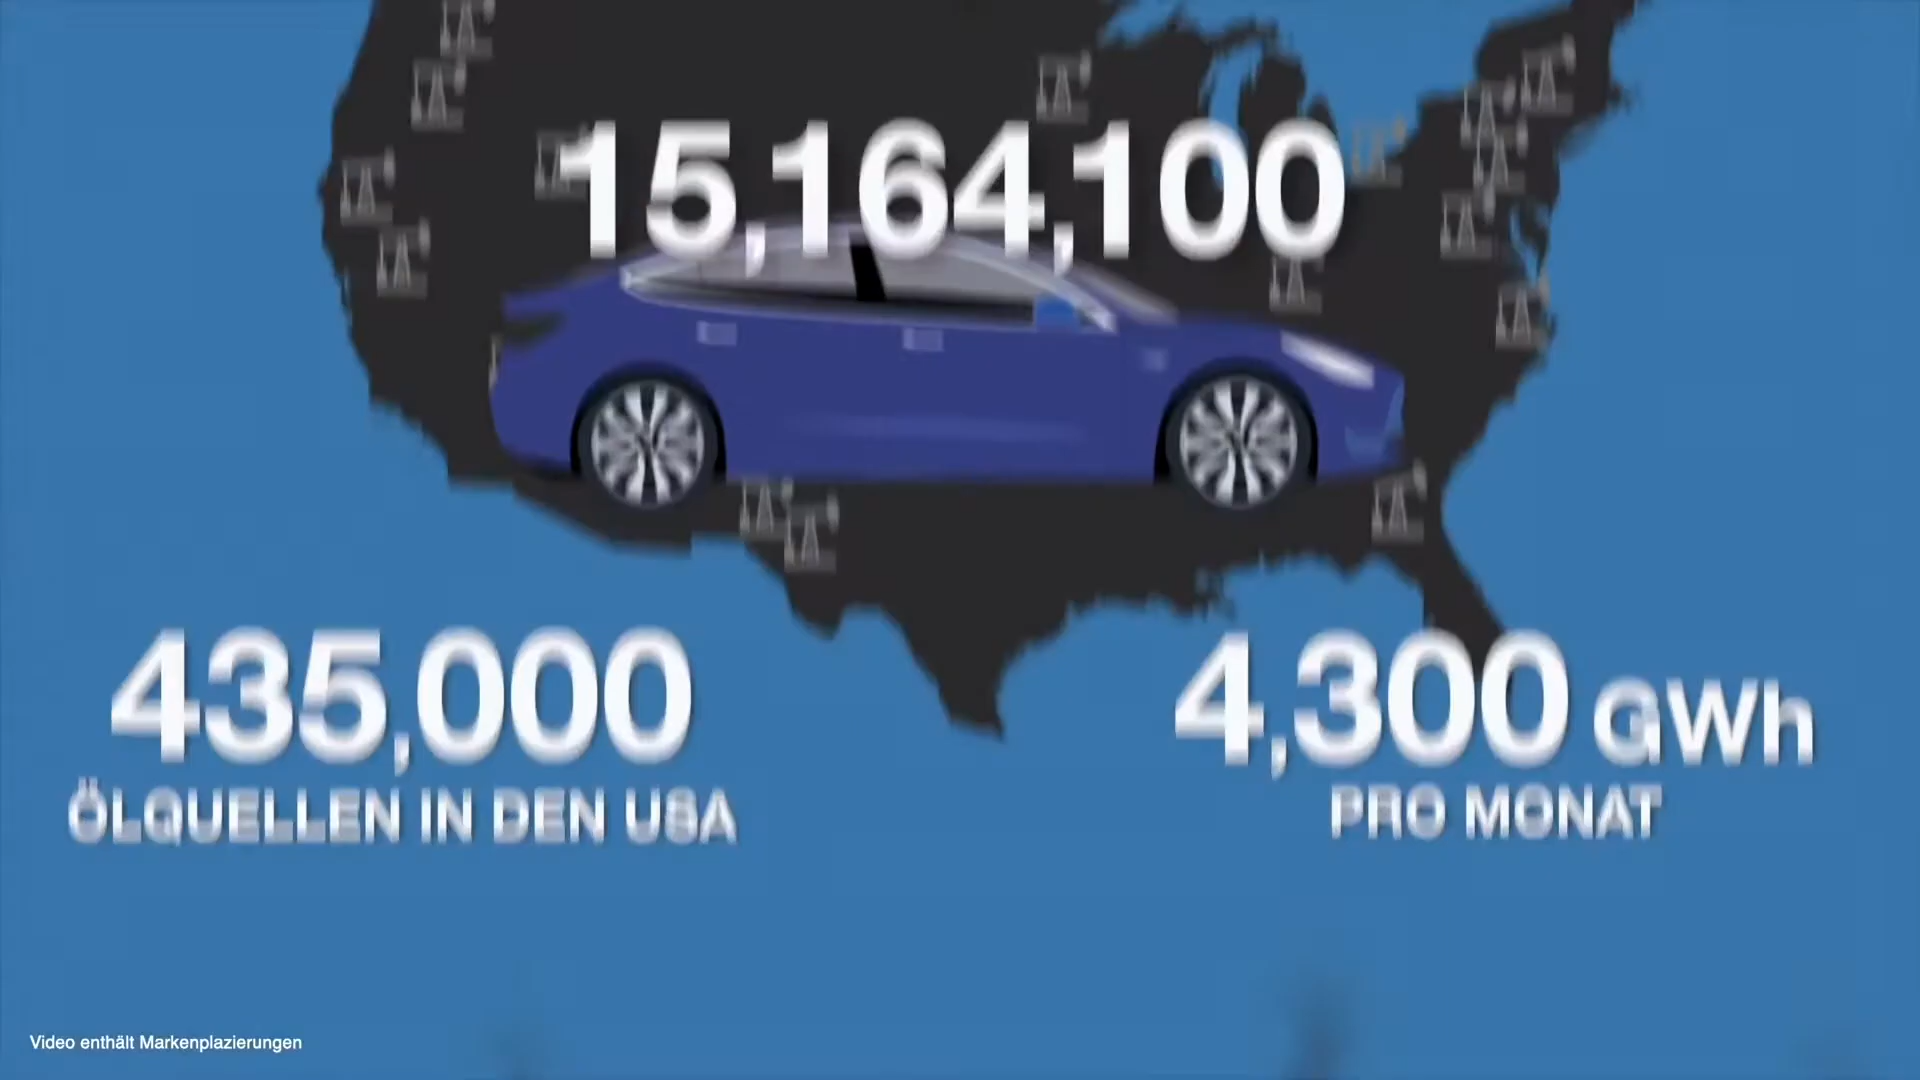 15,164,100
435,000
ÖLQUELLEN IN DEN USA
4,300 GWh
PRO MONAT
Video enthält Markenplazierungen